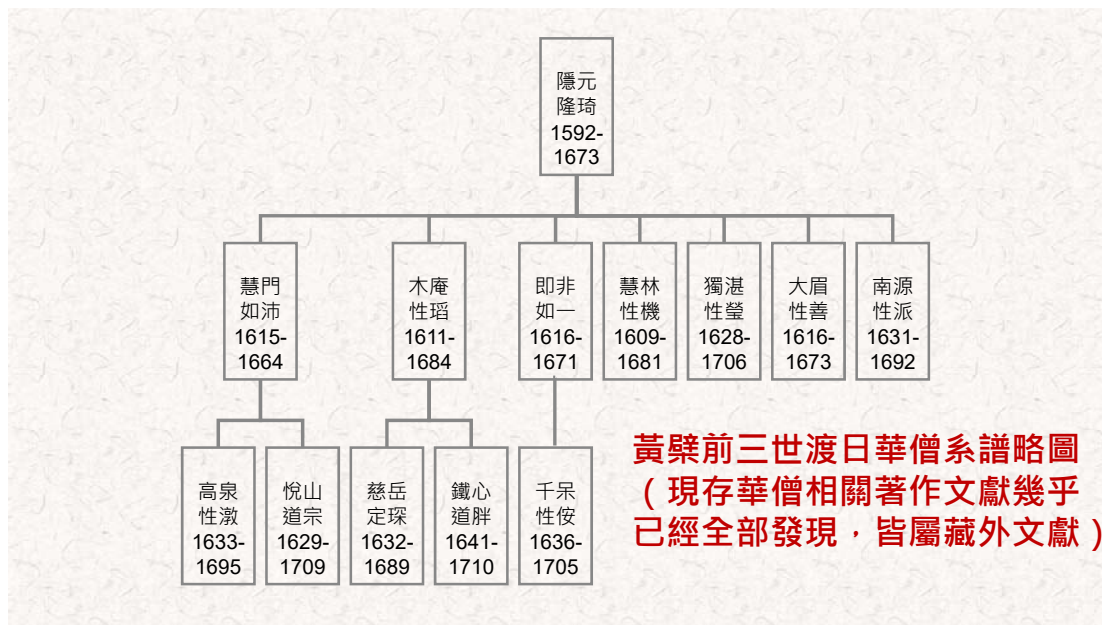 隱元
隆琦
1592-
1673
慧門
如沛
1615-
1664
木庵
性瑫
1611-
1684
即非
如一
1616-
1671
慧林
性機
1609-
1681
獨湛
性瑩
1628-
1706
大眉
性善
1616-
1673
南源
性派
1631-
1692
高泉
性潡
1633-
1695
悅山
道宗
1629-
1709
慈岳
定琛
1632-
1689
鐵心
道胖
1641-
1710
千呆
性侒
1636-
1705
黃檗前三世渡日華僧系譜略圖
（現存華僧相關著作文獻幾乎
已經全部發現，皆屬藏外文獻）